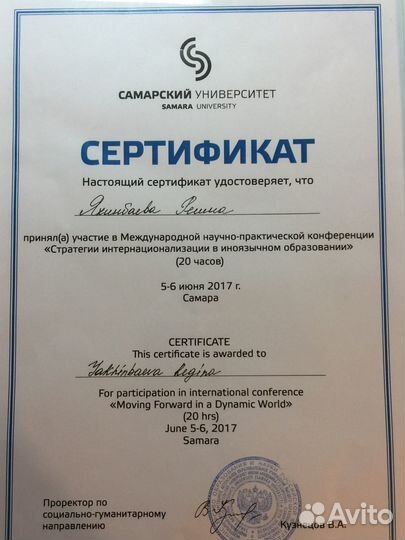 САМАРСКИЙ УНИВЕРСИТЕТ
SAMARA UNIVERSITY
СЕРТИФИКАТ
Настоящий сертификат удостоверяет, что
Яхинбаева Регина
принял(а) участие в Международной научно-практической конференции
«Стратегии интернационализации в иноязычном образовании»
(20 часов)
5-6 июня 2017 г.
Самара
CERTIFICATE
This certificate is awarded to
Yakhinbaeva Regina
For participation in international conference
«Moving Forward in a Dynamic World»
(20 hrs)
June 5-6, 2017
Samara
Проректор по
социально-гуманитарному
направлению
Кузнецов В.А.
Avito